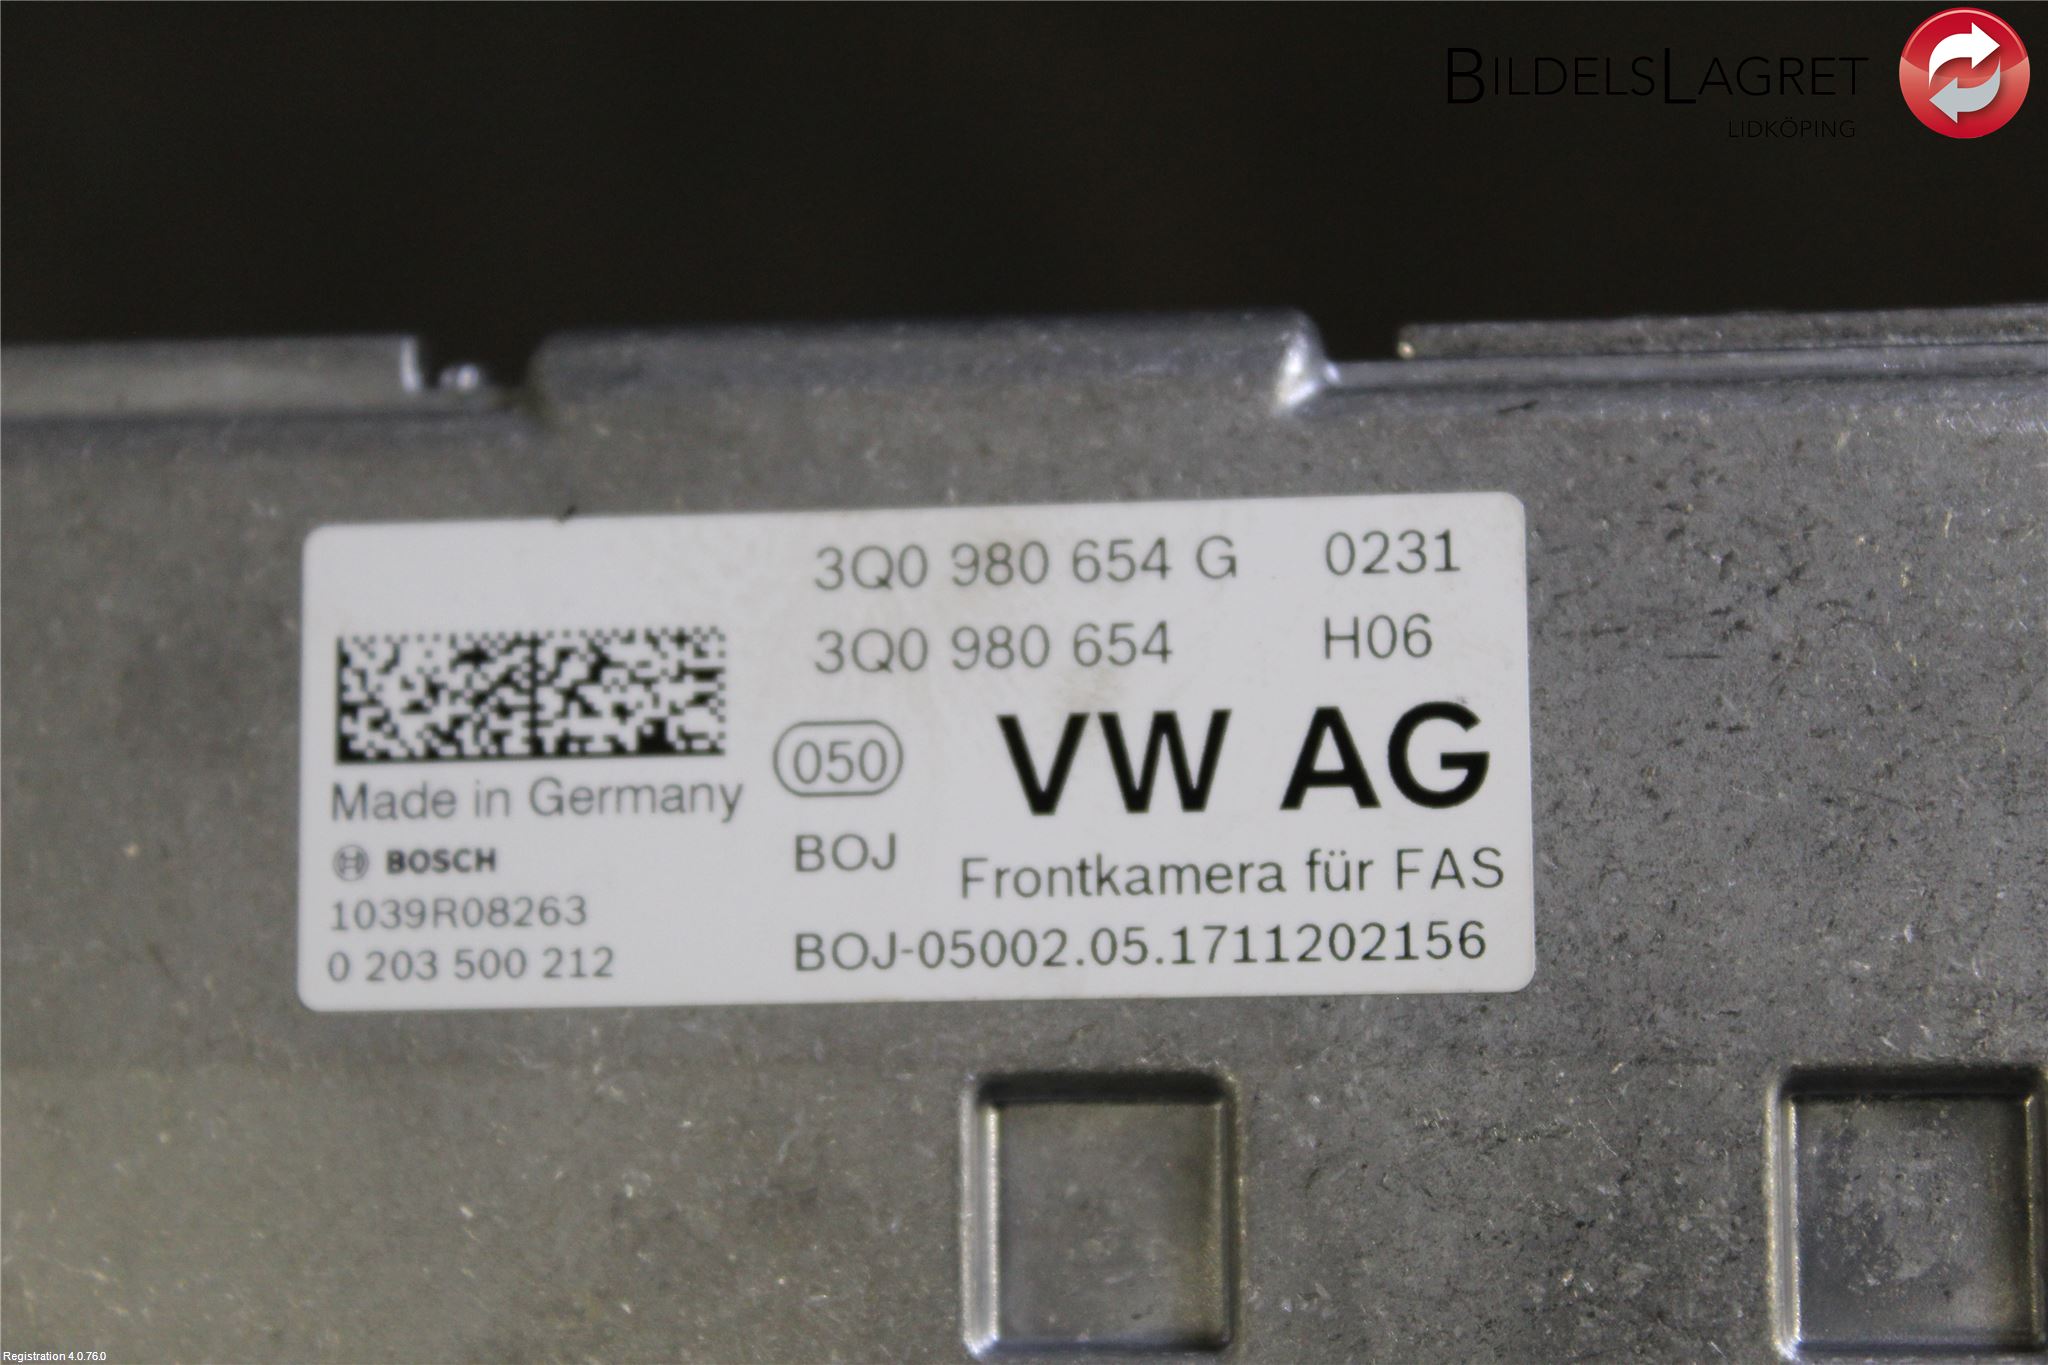 BILDELSLAGRET
LIDKÖPING
3Q0 980 654 G 0231
3Q0 980 654 H06
050
VW AG
Made in Germany
BOSCH
BOJ
Frontkamera für FAS
1039R08263
0 203 500 212
BOJ-05002.05.1711202156
Registration 4.0.76.0